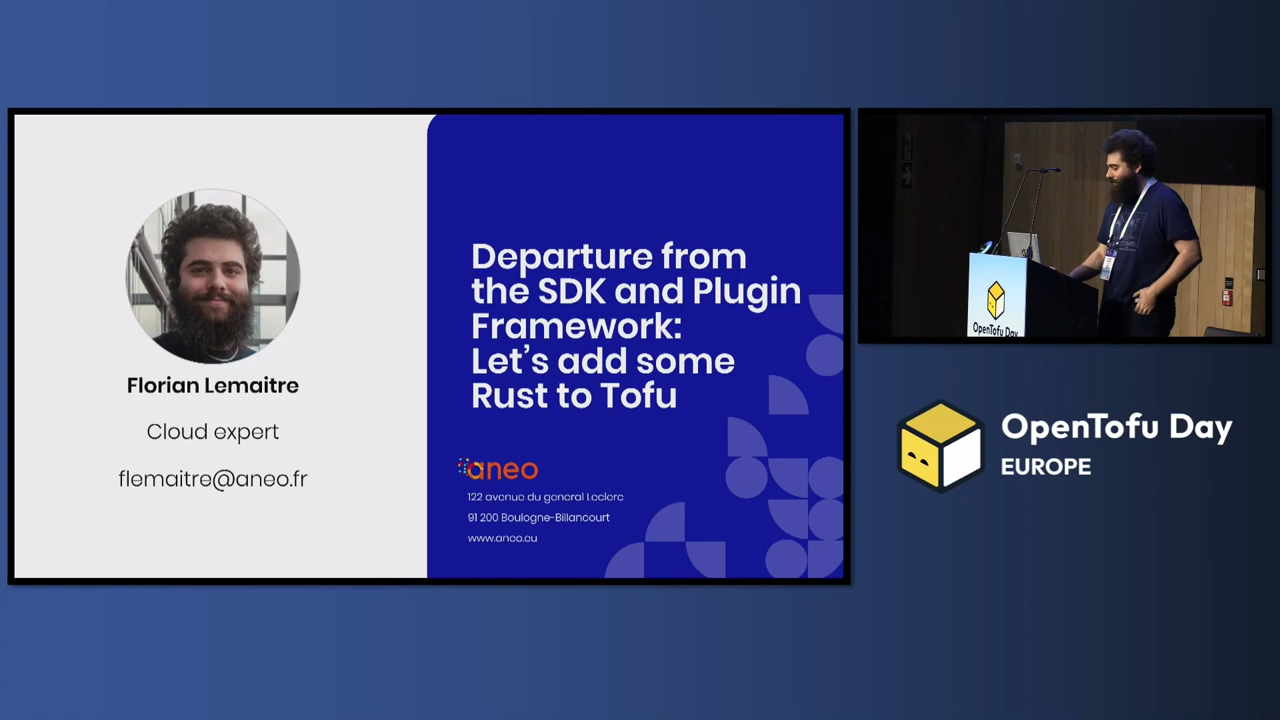 Florian Lemaitre
Cloud expert
flemaitre@aneo.fr
Departure from
the SDK and Plugin
Framework:
Let's add some
Rust to Tofu
aneo
122 avenue du general Leclerc
91 200 Boulogne-Billancourt
www.aneo.eu
OpenTofu Day
OpenTofu Day
EUROPE